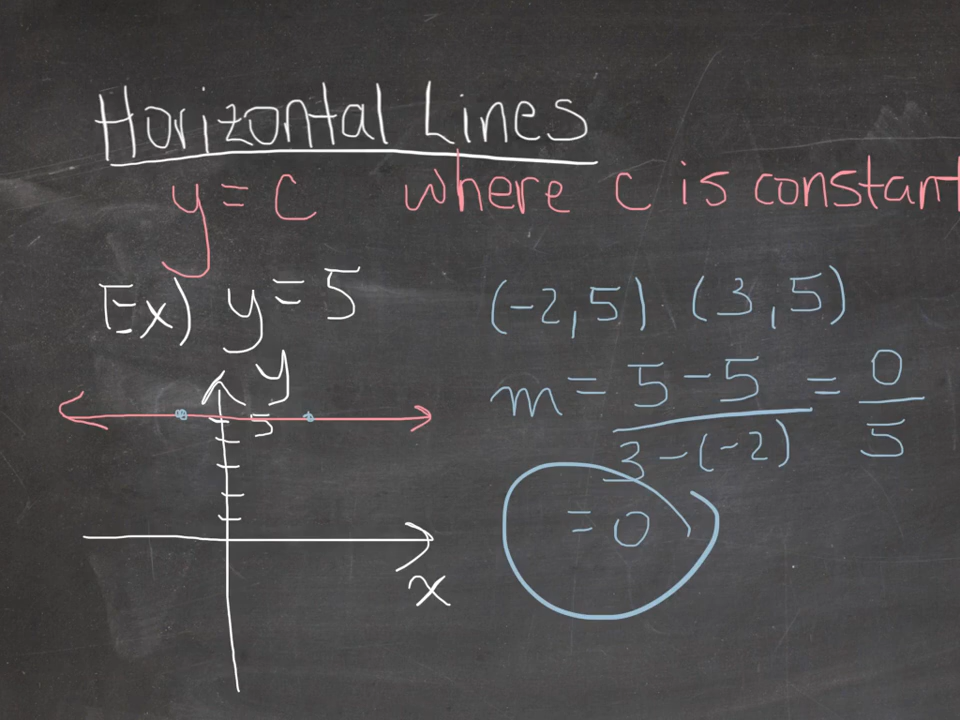 Horizontal Lines
y = c where c is constant
Ex) y = 5
(-2,5) (3,5)
y
5
x
m = 5 - 5 / 3 - (-2) = 0 / 5
= 0